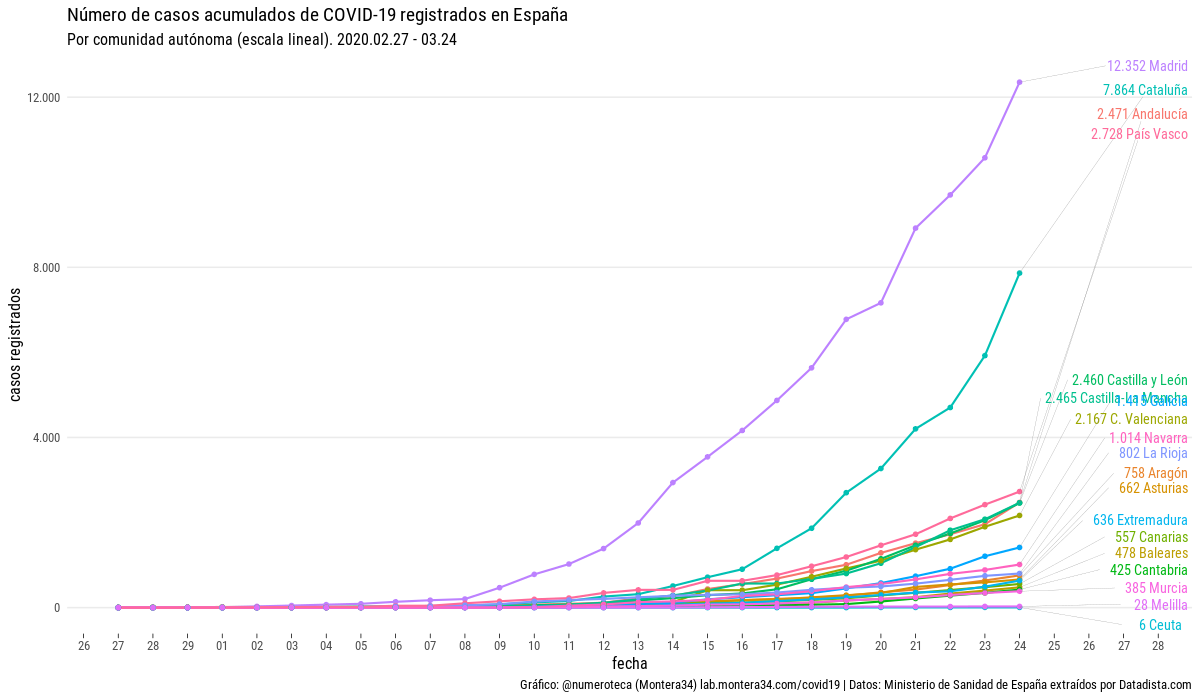 Número de casos acumulados de COVID-19 registrados en España
Por comunidad autónoma (escala lineal). 2020.02.27 - 03.24
12.352 Madrid
7.864 Cataluña
2.471 Andalucía
2.728 País Vasco
2.460 Castilla y León
2.465 Castilla-La Mancha
1.415 Galicia
2.167 C. Valenciana
1.014 Navarra
802 La Rioja
758 Aragón
662 Asturias
636 Extremadura
557 Canarias
478 Baleares
425 Cantabria
385 Murcia
28 Melilla
6 Ceuta
12.000
8.000
4.000
0
casos registrados
26 27 28 29 01 02 03 04 05 06 07 08 09 10 11 12 13 14 15 16 17 18 19 20 21 22 23 24 25 26 27 28
fecha
Gráfico: @numeroteca (Montera34) lab.montera34.com/covid19 | Datos: Ministerio de Sanidad de España extraídos por Datadista.com